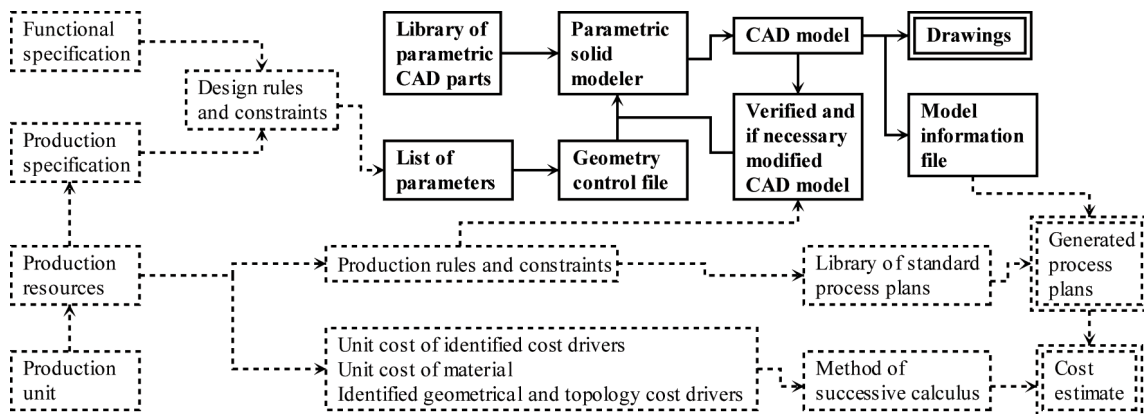 Functional
specification
Library of
parametric
CAD parts
Parametric
solid
modeler
CAD model
Drawings
Design rules
and constraints
Production
specification
List of
parameters
Geometry
control file
Verified and
if necessary
modified
CAD model
Model
information
file
Production
resources
Production rules and constraints
Library of standard
process plans
Generated
process
plans
Production
unit
Unit cost of identified cost drivers
Unit cost of material
Identified geometrical and topology cost drivers
Method of
successive calculus
Cost
estimate